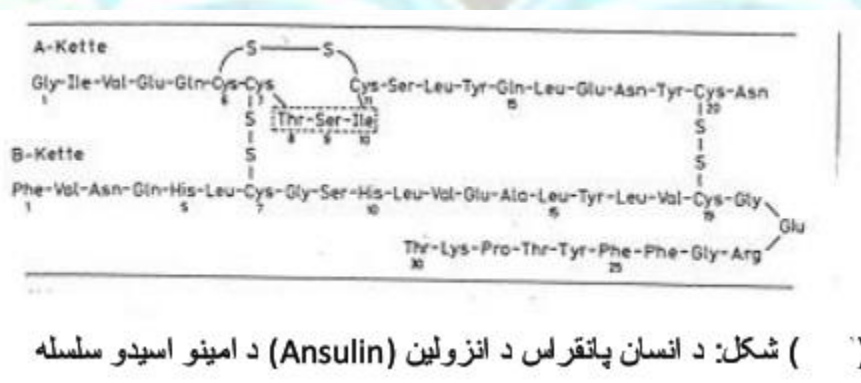 A-Kette
S S
Gly-Ile-Val-Glu-Gln-Cys-Cys Cys-Ser-Leu-Tyr-Gln-Leu-Glu-Asn-Tyr-Cys-Asn
1 6 7 11 15 20
S Thr-Ser-Ile S
8 9 10
S S
B-Kette
Phe-Val-Asn-Gln-His-Leu-Cys-Gly-Ser-His-Leu-Val-Glu-Ala-Leu-Tyr-Leu-Val-Cys-Gly
1 5 7 10 15 19
Glu
Thr-Lys-Pro-Thr-Tyr-Phe-Phe-Gly-Arg
30 25
( ) شکل: د انسان پانقراس د انزولین (Ansulin) د امینو اسیدو سلسله